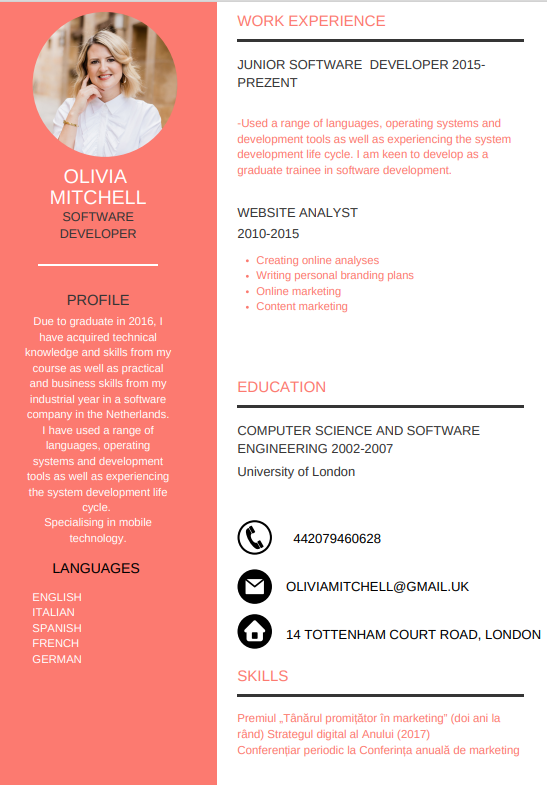 OLIVIA
MITCHELL
SOFTWARE
DEVELOPER
PROFILE
Due to graduate in 2016, I
have acquired technical
knowledge and skills from my
course as well as practical
and business skills from my
industrial year in a software
company in the Netherlands.
I have used a range of
languages, operating
systems and development
tools as well as experiencing
the system development life
cycle.
Specialising in mobile
technology.
LANGUAGES
ENGLISH
ITALIAN
SPANISH
FRENCH
GERMAN
WORK EXPERIENCE
JUNIOR SOFTWARE  DEVELOPER 2015-
PREZENT
-Used a range of languages, operating systems and
development tools as well as experiencing the system
development life cycle. I am keen to develop as a
graduate trainee in software development.
WEBSITE ANALYST
2010-2015
• Creating online analyses
• Writing personal branding plans
• Online marketing
• Content marketing
EDUCATION
COMPUTER SCIENCE AND SOFTWARE
ENGINEERING 2002-2007
University of London
442079460628
OLIVIAMITCHELL@GMAIL.UK
14 TOTTENHAM COURT ROAD, LONDON
SKILLS
Premiul „Tânărul promițător în marketing” (doi ani la
rând) Strategul digital al Anului (2017)
Conferențiar periodic la Conferința anuală de marketing